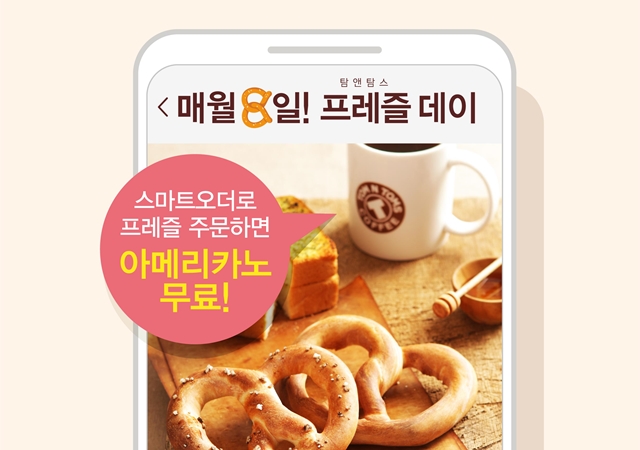 탐앤탐스
매월 8일! 프레즐 데이
스마트오더로
프레즐 주문하면
아메리카노
무료!
TOM N TOMS
COFFEE